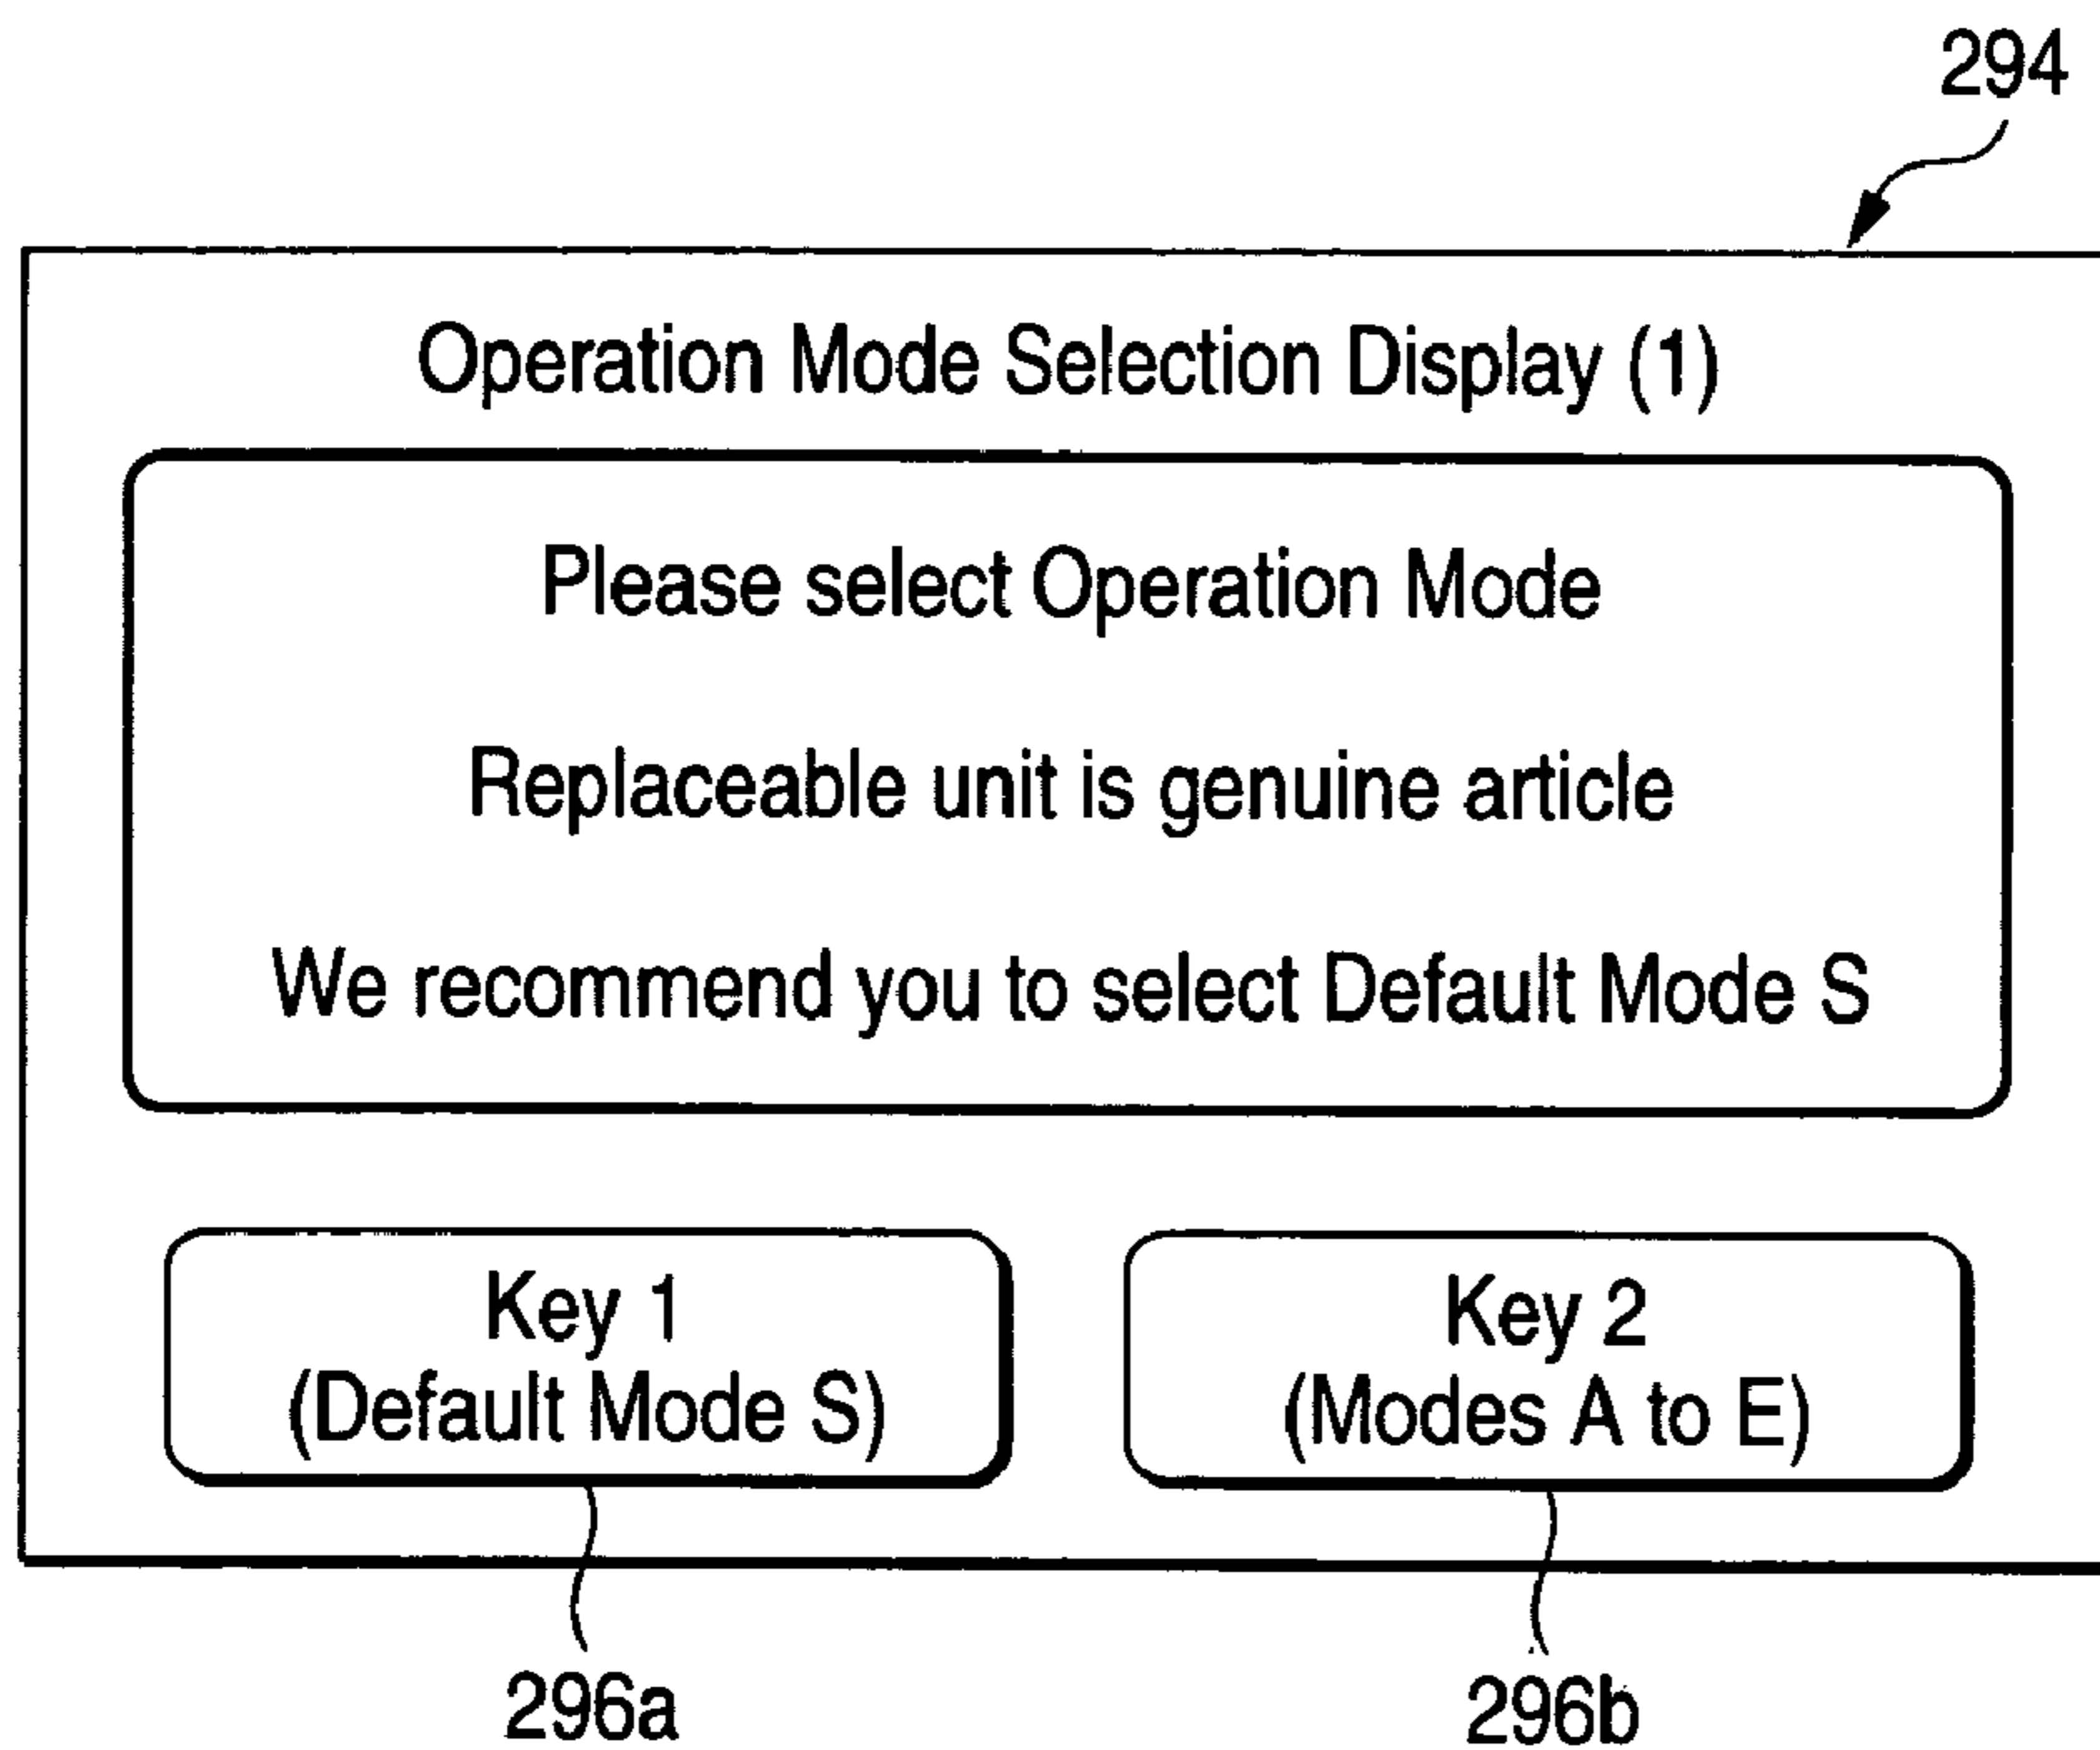 294
Operation Mode Selection Display (1)
Please select Operation Mode
Replaceable unit is genuine article
We recommend you to select Default Mode S
Key 1
(Default Mode S)
Key 2
(Modes A to E)
296a
296b